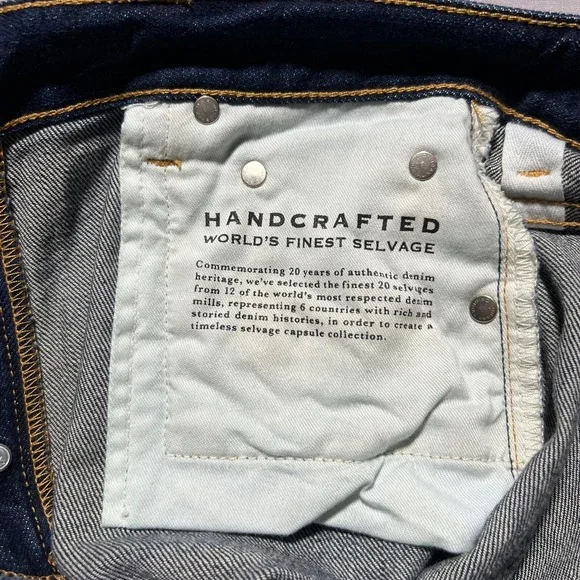 HANDCRAFTED
WORLD'S FINEST SELVAGE
Commemorating 20 years of authentic denim
heritage, we've selected the finest 20 selvages
from 12 of the world's most respected denim
mills, representing 6 countries with rich and
storied denim histories, in order to create a
timeless selvage capsule collection.